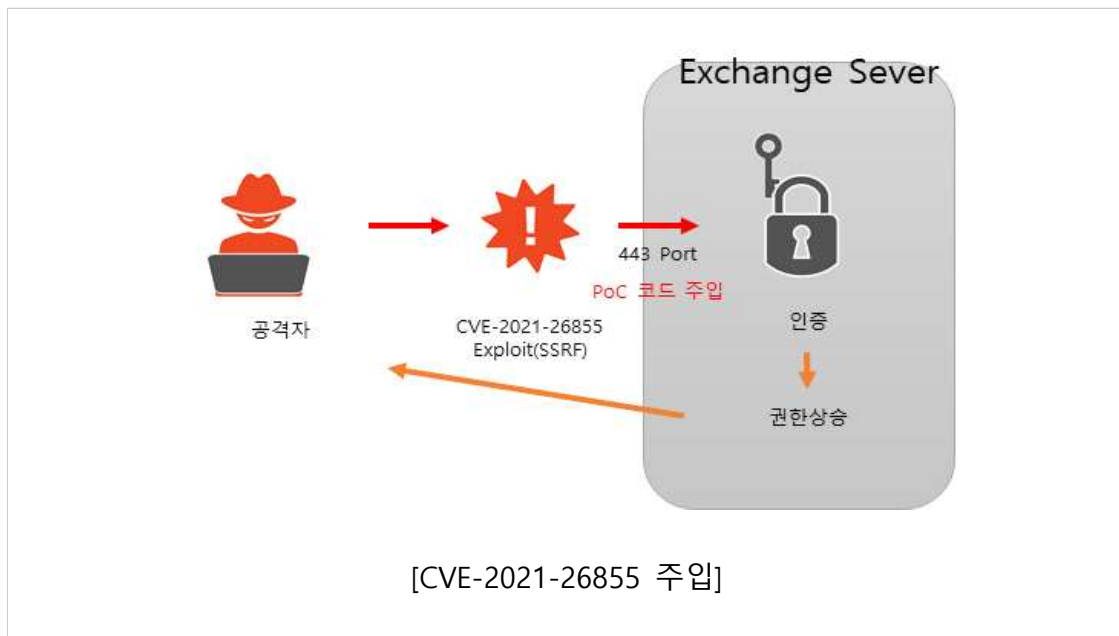 Exchange Sever
443 Port
PoC 코드 주입
공격자
CVE-2021-26855
Exploit(SSRF)
인증
권한상승
[CVE-2021-26855 주입]